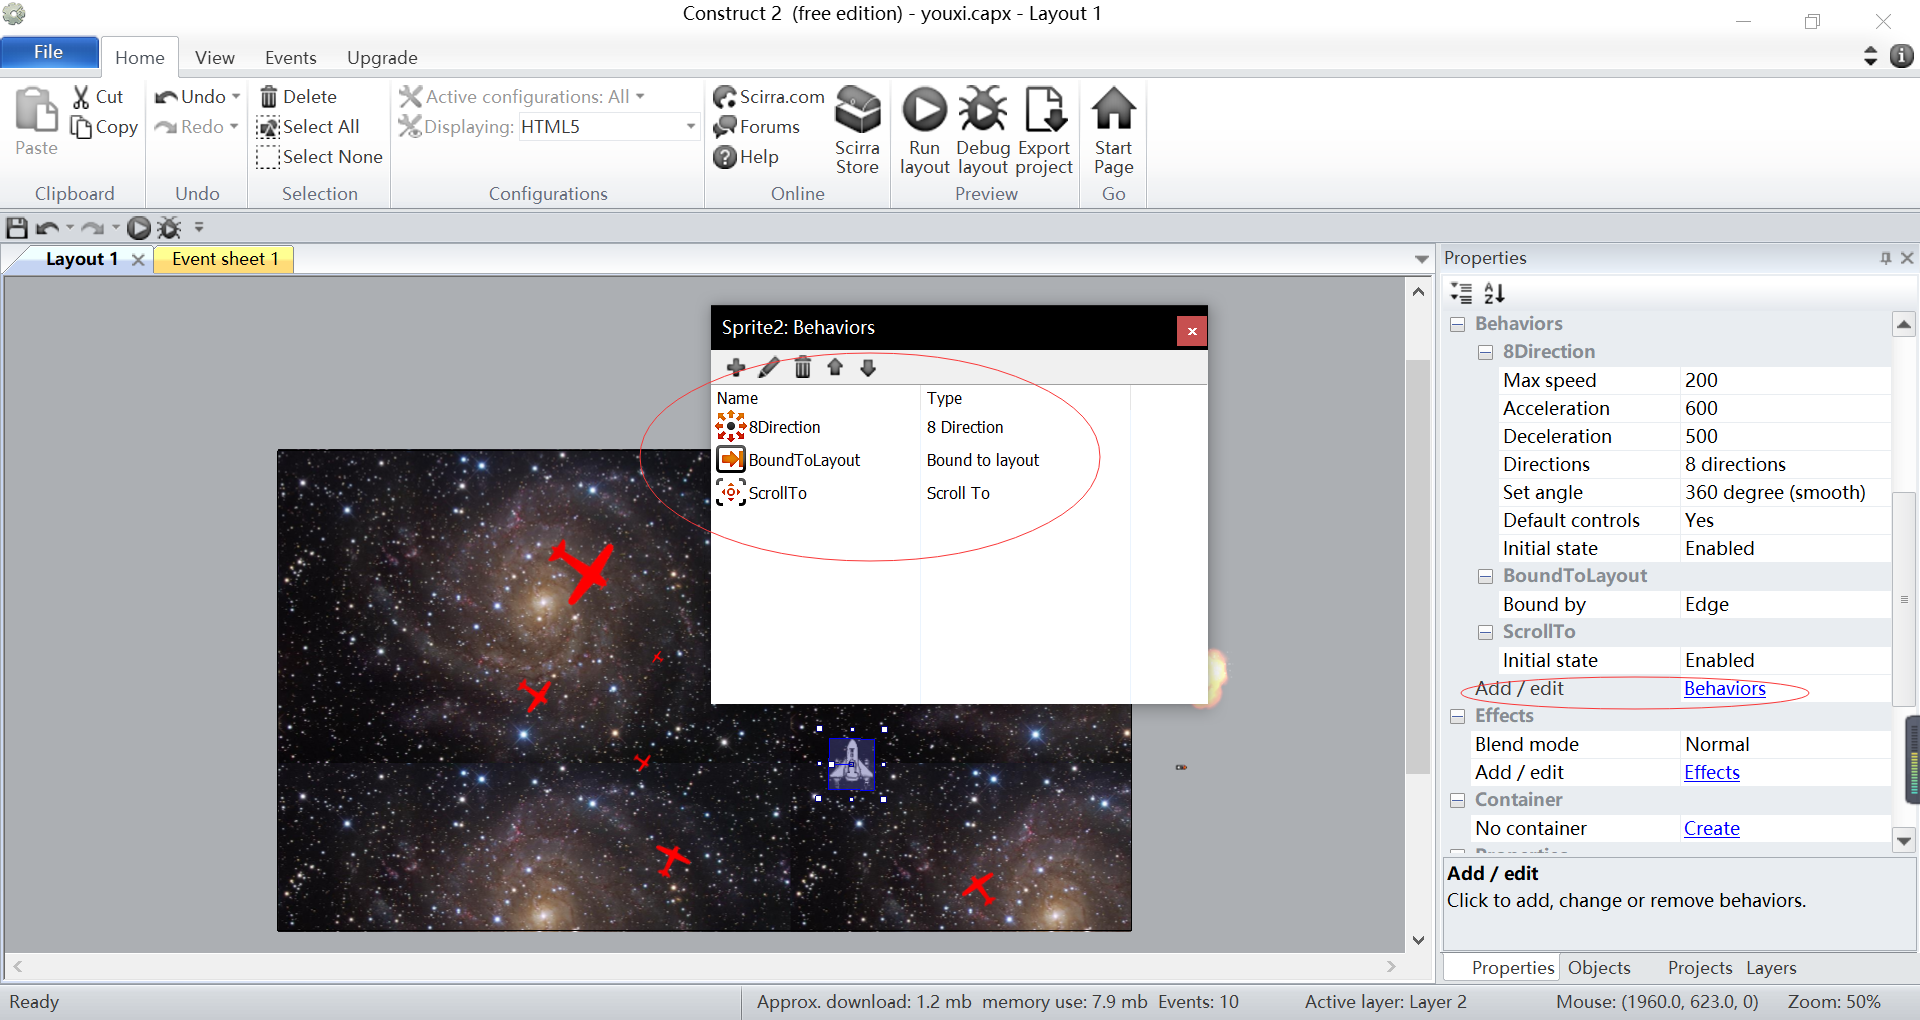 Construct 2  (free edition) - youxi.capx - Layout 1
File
Home
View
Events
Upgrade
Paste
Cut
Copy
Clipboard
Undo
Redo
Undo
Delete
Select All
Select None
Selection
Active configurations: All
Displaying: HTML5
Configurations
Scirra.com
Forums
Help
Scirra
Store
Online
Run
layout
Debug
layout
Export
project
Preview
Start
Page
Go
Layout 1
Event sheet 1
Sprite2: Behaviors
Name Type
8Direction 8 Direction
BoundToLayout Bound to layout
ScrollTo Scroll To
Properties
Behaviors
8Direction
Max speed 200
Acceleration 600
Deceleration 500
Directions 8 directions
Set angle 360 degree (smooth)
Default controls Yes
Initial state Enabled
BoundToLayout
Bound by Edge
ScrollTo
Initial state Enabled
Add / edit Behaviors
Effects
Blend mode Normal
Add / edit Effects
Container
No container Create
Properties
Add / edit
Click to add, change or remove behaviors.
Properties Objects Projects Layers
Ready
Approx. download: 1.2 mb  memory use: 7.9 mb  Events: 10
Active layer: Layer 2
Mouse: (1960.0, 623.0, 0)
Zoom: 50%